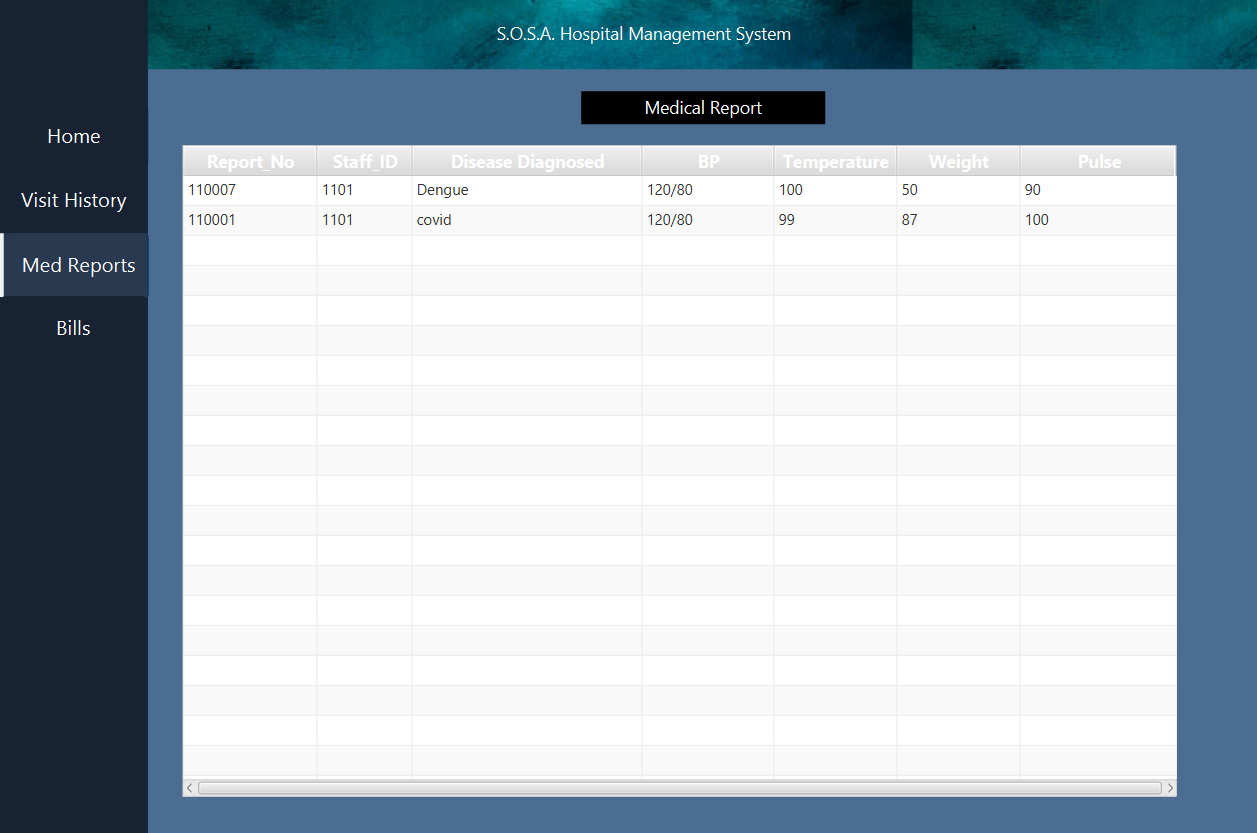 S.O.S.A. Hospital Management System
Medical Report
Home
Visit History
Med Reports
Bills
Report_No Staff_ID Disease Diagnosed BP Temperature Weight Pulse
110007 1101 Dengue 120/80 100 50 90
110001 1101 covid 120/80 99 87 100